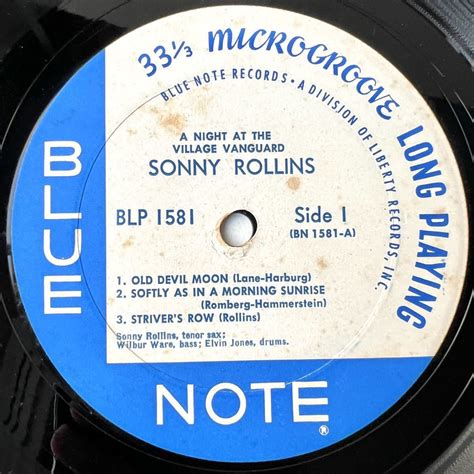 33⅓ MICROGROOVE LONG PLAYING
BLUE NOTE RECORDS • A DIVISION OF LIBERTY RECORDS, INC.
A NIGHT AT THE
VILLAGE VANGUARD
SONNY ROLLINS
BLP 1581
Side 1
(BN 1581-A)
1. OLD DEVIL MOON (Lane-Harburg)
2. SOFTLY AS IN A MORNING SUNRISE
(Romberg-Hammerstein)
3. STRIVER'S ROW (Rollins)
Sonny Rollins, tenor sax;
Wilbur Ware, bass; Elvin Jones, drums.
BLUE
NOTE
®